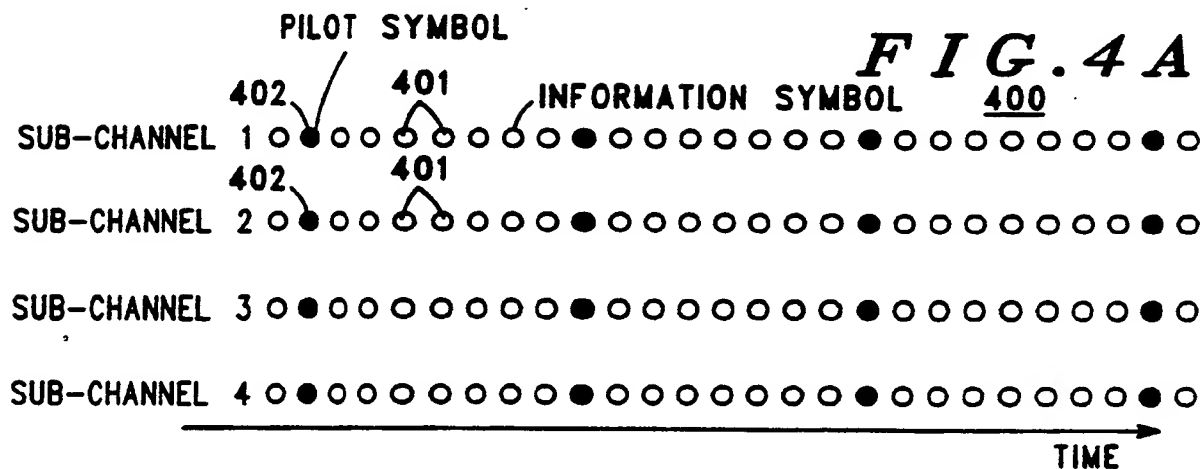 PILOT SYMBOL
FIG.4A
402 401 INFORMATION SYMBOL 400
SUB-CHANNEL 1
402 401
SUB-CHANNEL 2
SUB-CHANNEL 3
SUB-CHANNEL 4
TIME